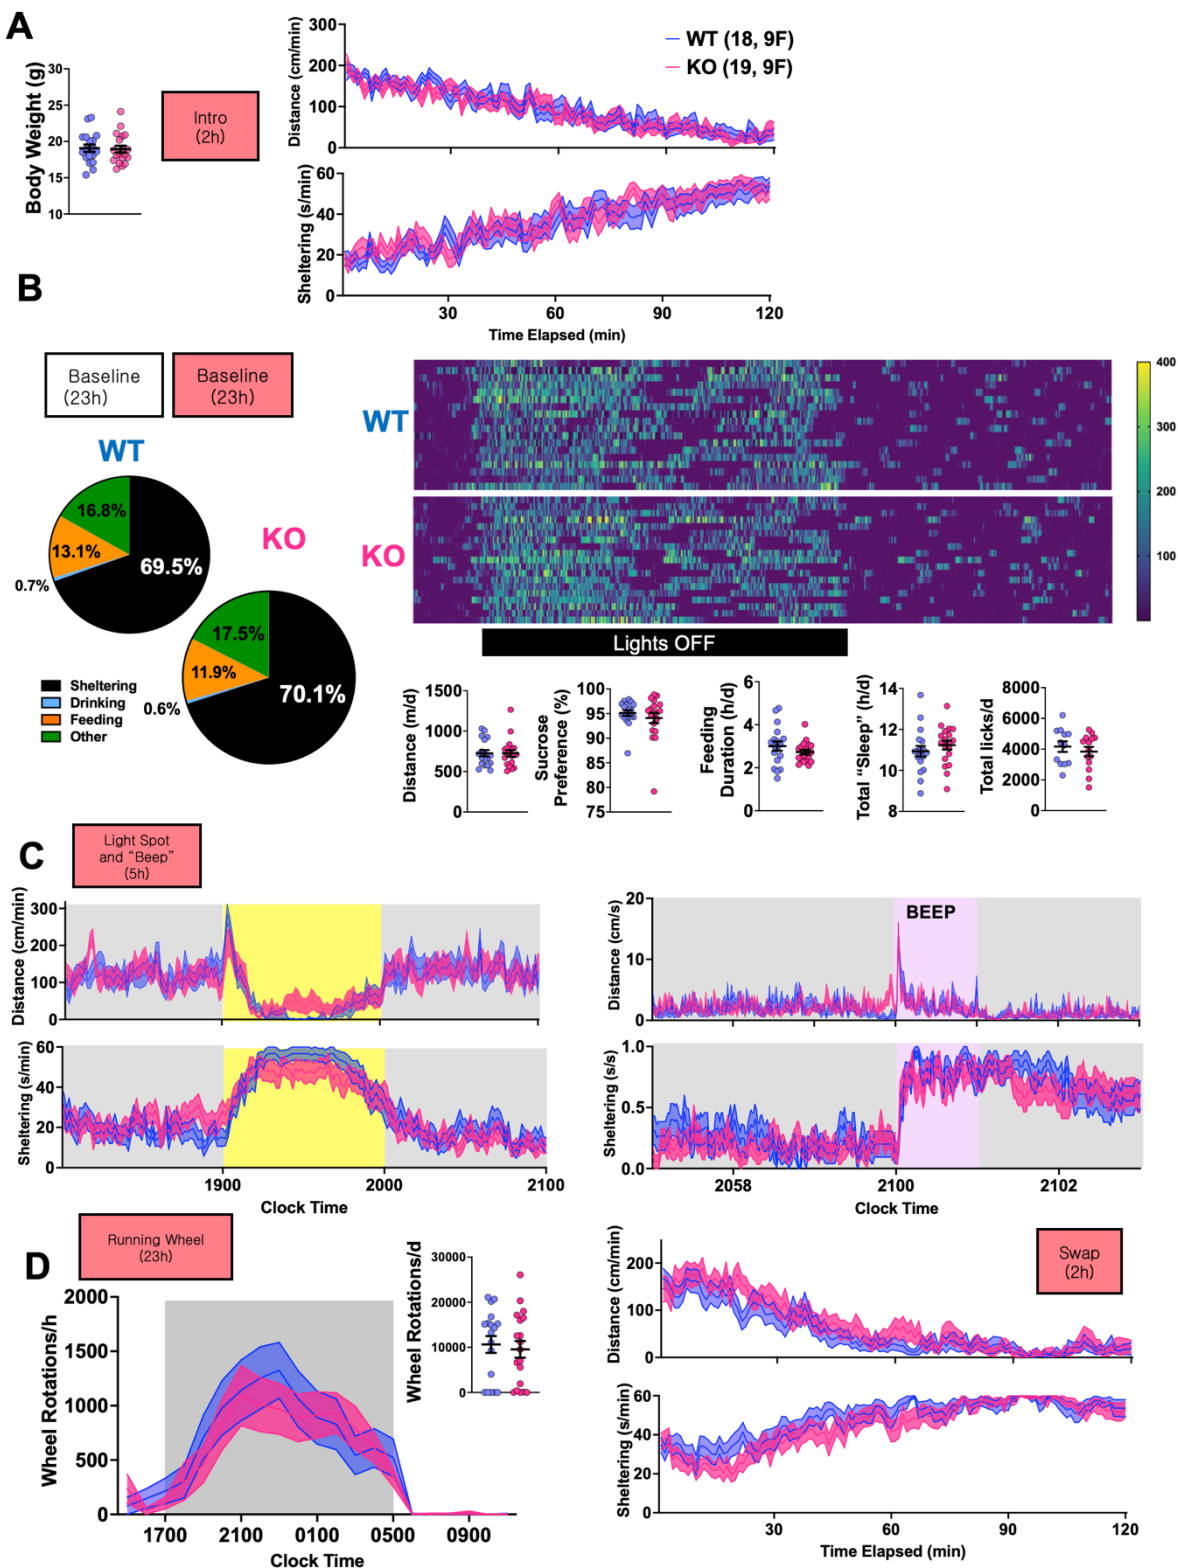 A
Body Weight (g)
30
25
20
15
10
Intro
(2h)
Distance (cm/min)
300
200
100
0
WT (18, 9F)
KO (19, 9F)
Sheltering (s/min)
60
40
20
0
30
60
90
120
Time Elapsed (min)
B
Baseline
(23h)
Baseline
(23h)
WT
16.8%
13.1%
69.5%
0.7%
KO
17.5%
11.9%
70.1%
0.6%
Sheltering
Drinking
Feeding
Other
WT
KO
400
300
200
100
Lights OFF
Distance (m/d)
1500
1000
500
0
Sucrose
Preference (%)
100
95
90
85
80
75
Feeding
Duration (h/d)
6
4
2
0
Total “Sleep” (h/d)
14
12
10
8
Total licks/d
8000
6000
4000
2000
0
C
Light Spot
and “Beep”
(5h)
Distance (cm/min)
300
200
100
0
Sheltering (s/min)
60
40
20
0
1900
2000
2100
Clock Time
Distance (cm/s)
20
10
0
BEEP
Sheltering (s/s)
1.0
0.5
0.0
2058
2100
2102
Clock Time
D
Running Wheel
(23h)
Wheel Rotations/h
2000
1500
1000
500
0
1700
2100
0100
0500
0900
Clock Time
Wheel Rotations/d
30000
20000
10000
0
Swap
(2h)
Distance (cm/min)
200
100
0
Sheltering (s/min)
60
40
20
0
30
60
90
120
Time Elapsed (min)